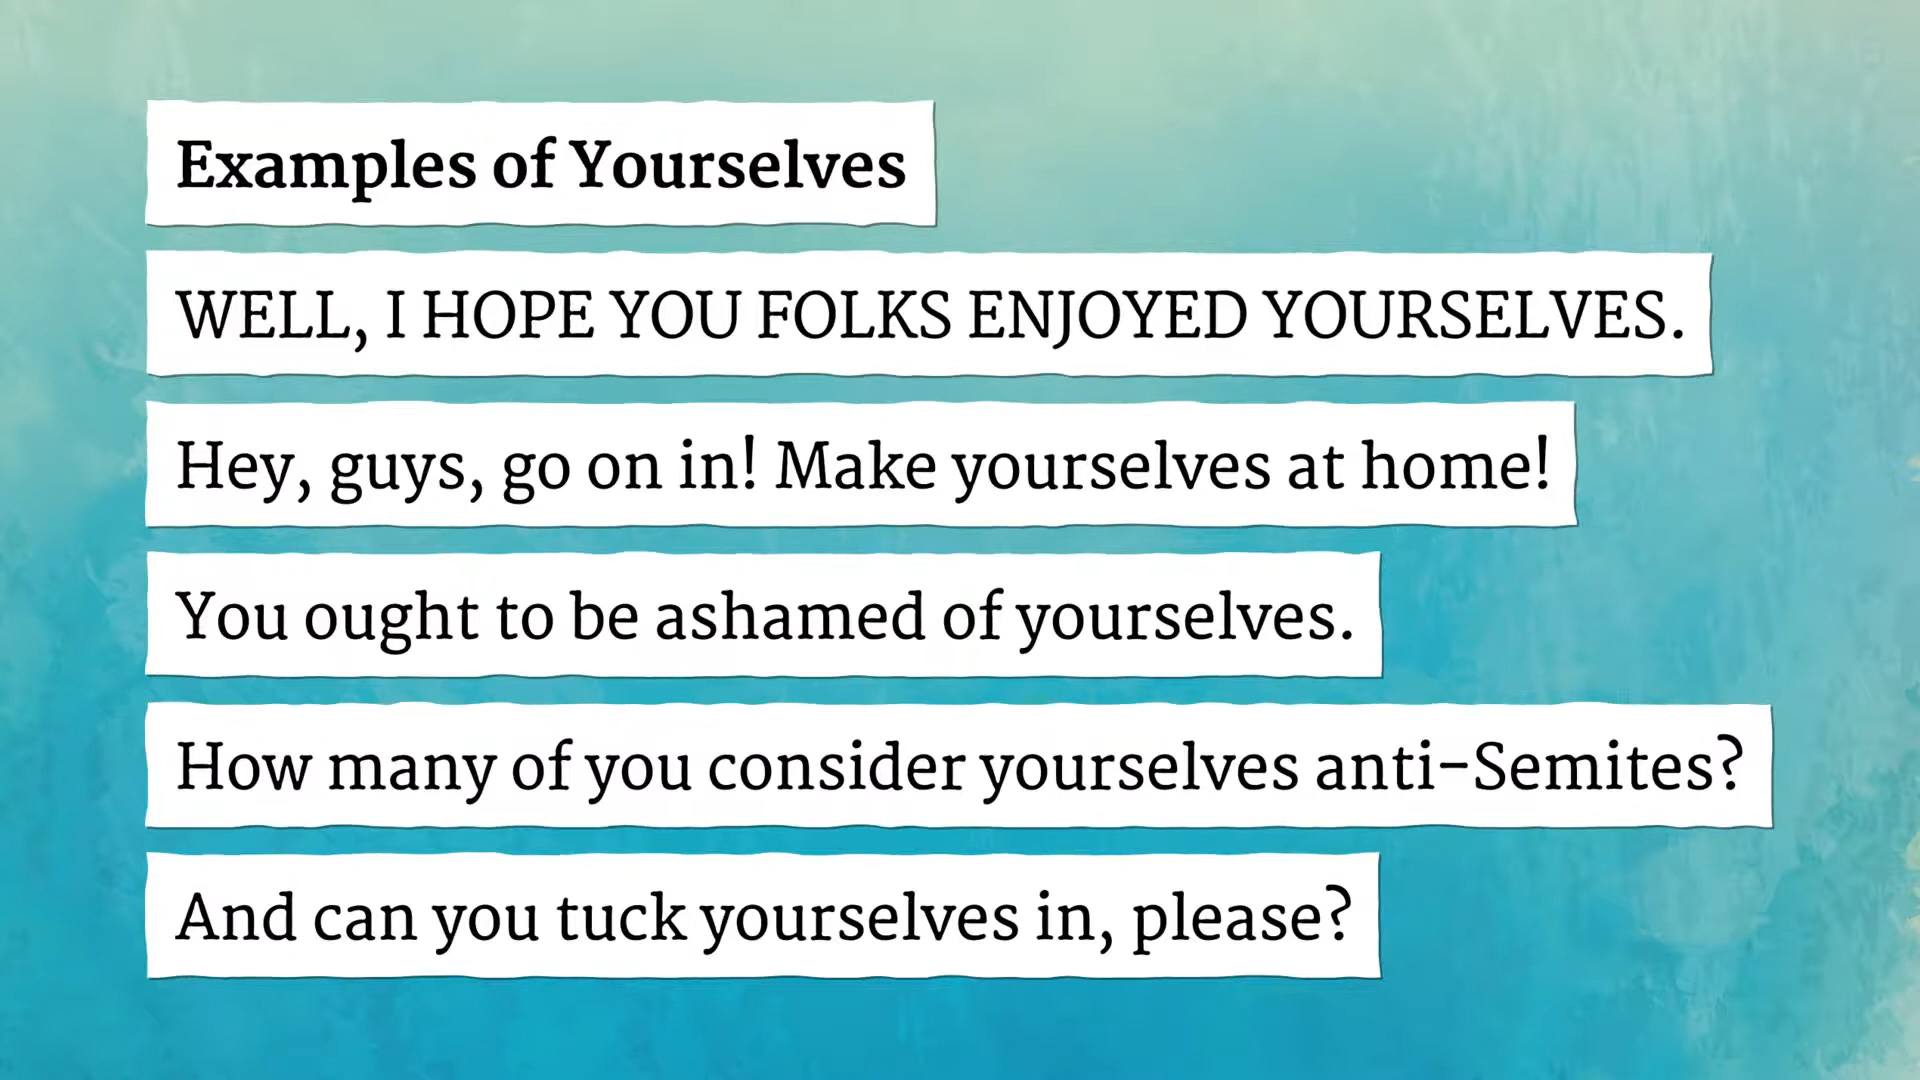 Examples of Yourselves
WELL, I HOPE YOU FOLKS ENJOYED YOURSELVES.
Hey, guys, go on in! Make yourselves at home!
You ought to be ashamed of yourselves.
How many of you consider yourselves anti-Semites?
And can you tuck yourselves in, please?